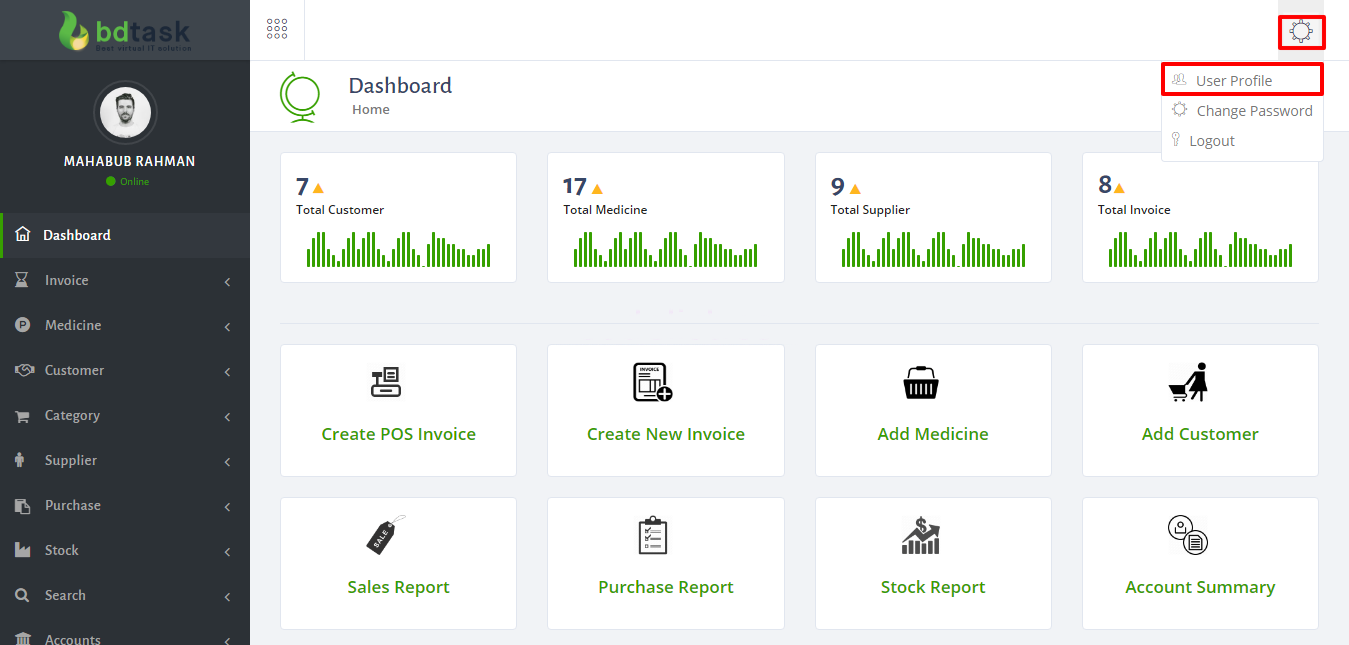 bdtask
Best virtual IT solution
MAHABUB RAHMAN
Online
Dashboard
Invoice
Medicine
Customer
Category
Supplier
Purchase
Stock
Search
Accounts
Dashboard
Home
User Profile
Change Password
Logout
7
Total Customer
17
Total Medicine
9
Total Supplier
8
Total Invoice
Create POS Invoice
INVOICE
Create New Invoice
Add Medicine
Add Customer
SALE
Sales Report
Purchase Report
$
Stock Report
Account Summary